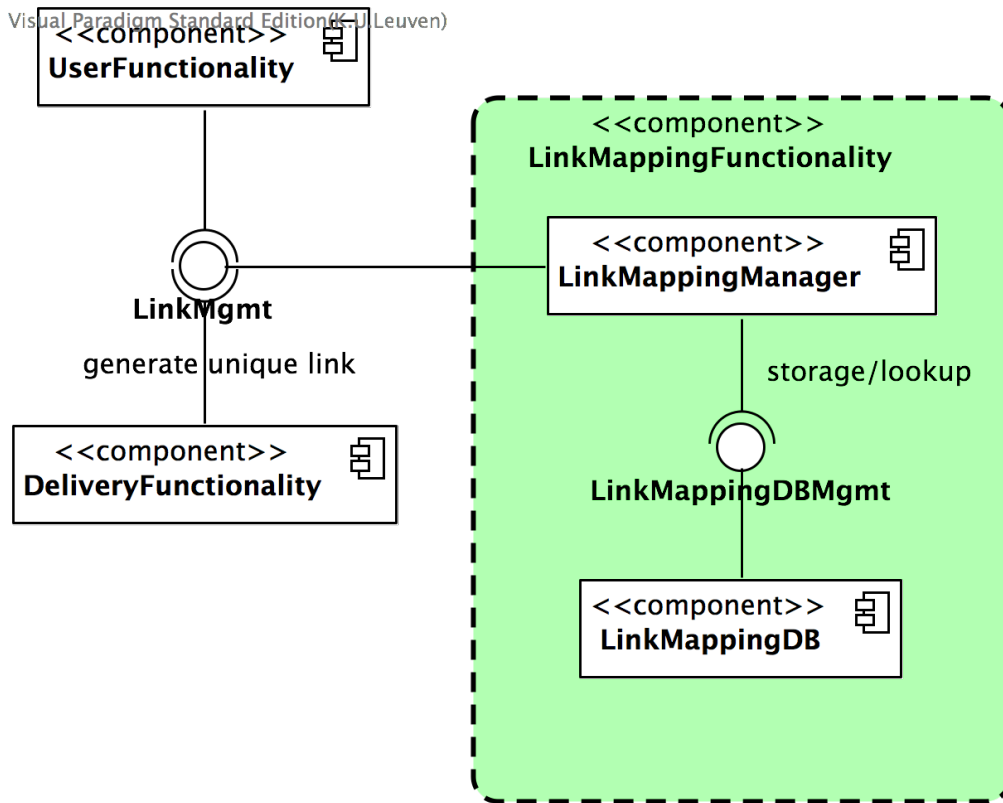 Visual Paradigm Standard Edition(K.U.Leuven)
<<component>>
UserFunctionality
<<component>>
LinkMappingFunctionality
<<component>>
LinkMappingManager
LinkMgmt
generate unique link
storage/lookup
<<component>>
DeliveryFunctionality
LinkMappingDBMgmt
<<component>>
LinkMappingDB